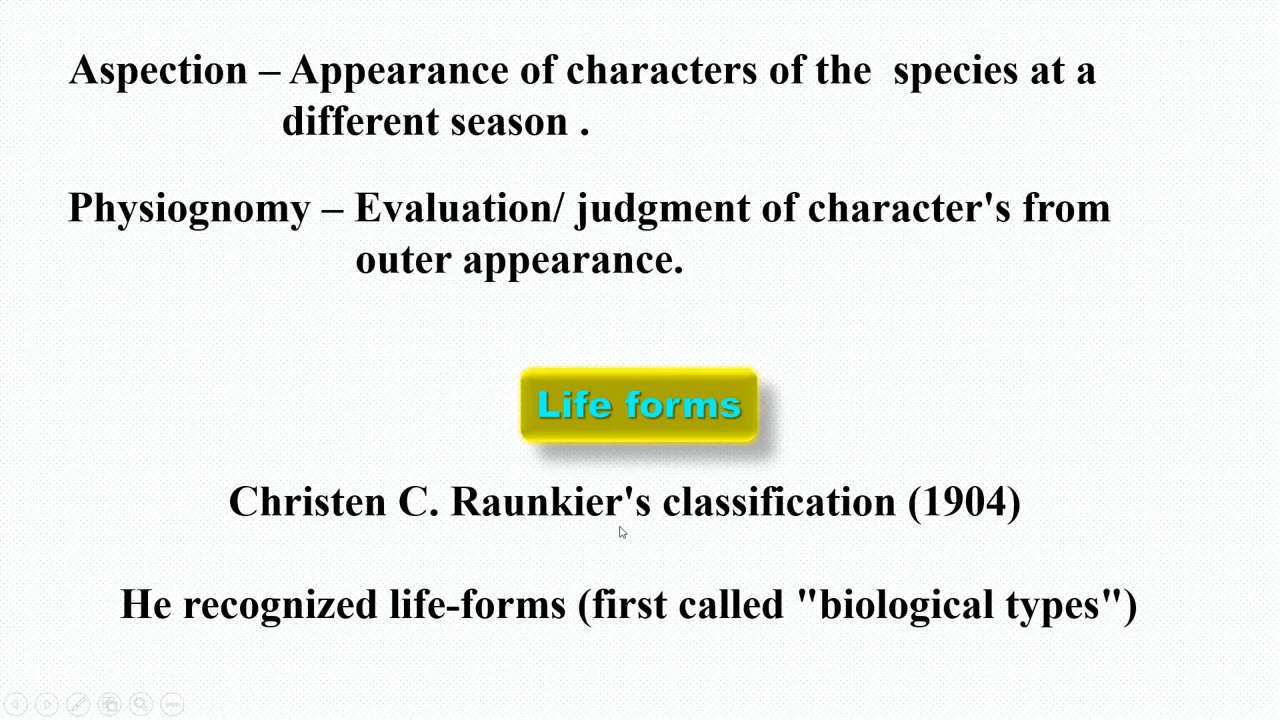 Aspection – Appearance of characters of the  species at a
different season .
Physiognomy – Evaluation/ judgment of character's from
outer appearance.
Life forms
Christen C. Raunkier's classification (1904)
He recognized life-forms (first called "biological types")